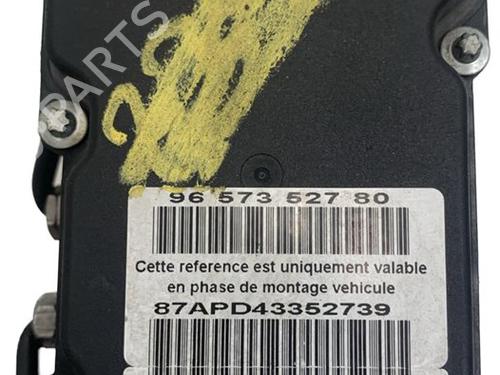 PARTS
96 573 527 80
Cette reference est uniquement valable
en phase de montage vehicule
87APD43352739